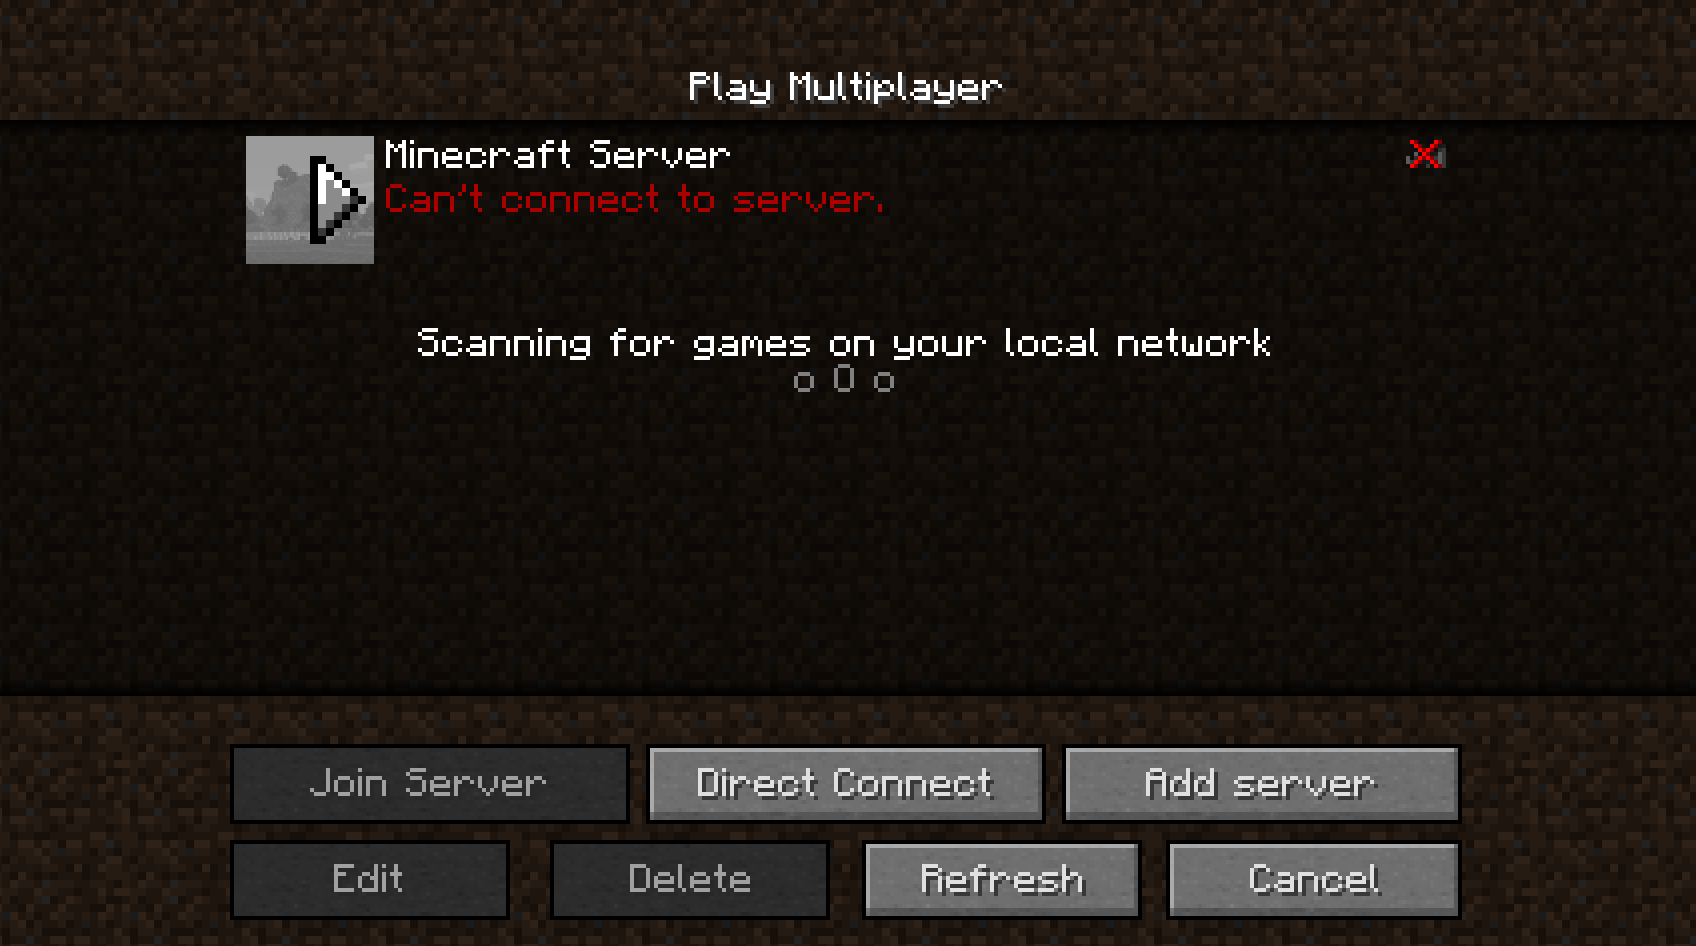 Play Multiplayer
Minecraft Server
Can't connect to server.
Scanning for games on your local network
o O o
Join Server
Direct Connect
Add server
Edit
Delete
Refresh
Cancel